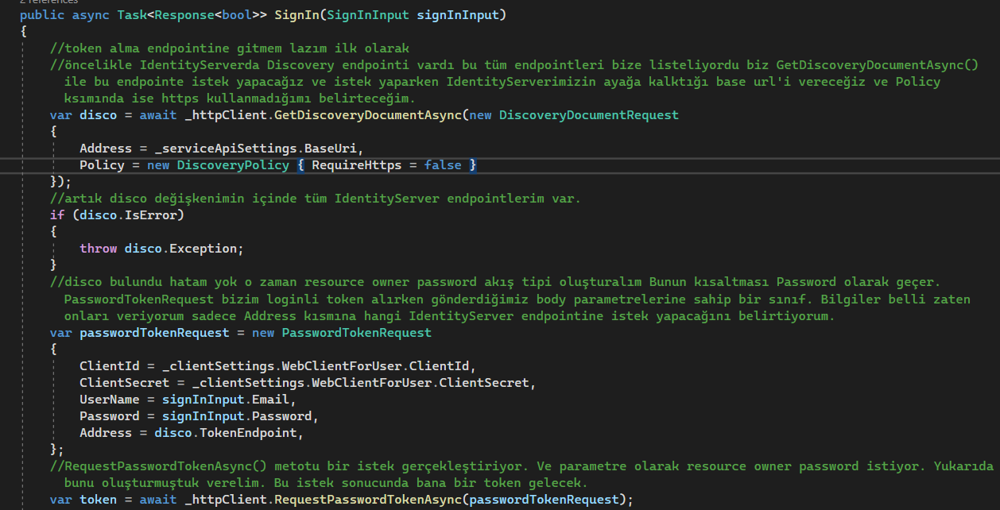 2 references
public async Task<Response<bool>> SignIn(SignInInput signInInput)
{
//token alma endpointine gitmem lazım ilk olarak
//öncelikle IdentityServerda Discovery endpointi vardı bu tüm endpointleri bize listeliyordu biz GetDiscoveryDocumentAsync()
ile bu endpointe istek yapacağız ve istek yaparken IdentityServerimizin ayağa kalktığı base url'i vereceğiz ve Policy
ksımında ise https kullanmadığımı belirteceğim.
var disco = await _httpClient.GetDiscoveryDocumentAsync(new DiscoveryDocumentRequest
{
Address = _serviceApiSettings.BaseUri,
Policy = new DiscoveryPolicy { RequireHttps = false }
});
//artık disco değişkenimin içinde tüm IdentityServer endpointlerim var.
if (disco.IsError)
{
throw disco.Exception;
}
//disco bulundu hatam yok o zaman resource owner password akış tipi oluşturalım Bunun kısaltması Password olarak geçer.
PasswordTokenRequest bizim loginli token alırken gönderdiğimiz body parametrelerine sahip bir sınıf. Bilgiler belli zaten
onları veriyorum sadece Address kısmına hangi IdentityServer endpointine istek yapacağını belirtiyorum.
var passwordTokenRequest = new PasswordTokenRequest
{
ClientId = _clientSettings.WebClientForUser.ClientId,
ClientSecret = _clientSettings.WebClientForUser.ClientSecret,
UserName = signInInput.Email,
Password = signInInput.Password,
Address = disco.TokenEndpoint,
};
//RequestPasswordTokenAsync() metotu bir istek gerçekleştiriyor. Ve parametre olarak resource owner password istiyor. Yukarıda
bunu oluşturmuştuk verelim. Bu istek sonucunda bana bir token gelecek.
var token = await _httpClient.RequestPasswordTokenAsync(passwordTokenRequest);